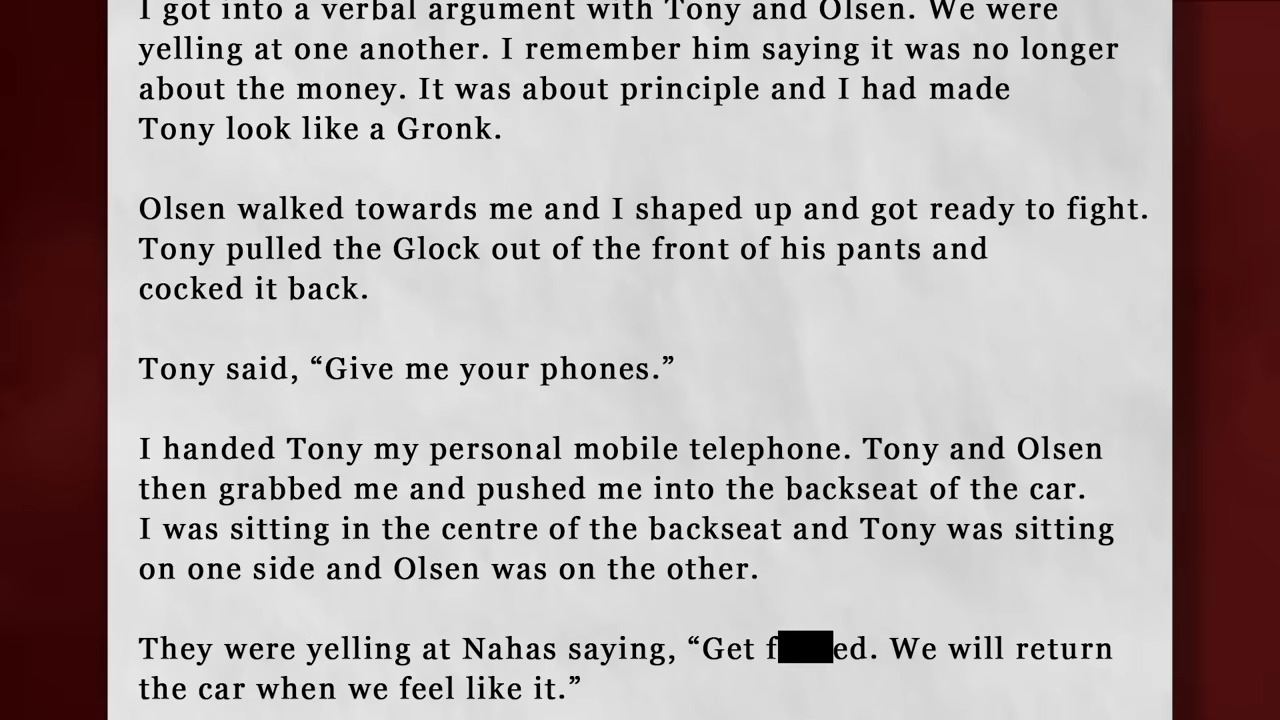 I got into a verbal argument with Tony and Olsen. We were
yelling at one another. I remember him saying it was no longer
about the money. It was about principle and I had made
Tony look like a Gronk.
Olsen walked towards me and I shaped up and got ready to fight.
Tony pulled the Glock out of the front of his pants and
cocked it back.
Tony said, “Give me your phones.”
I handed Tony my personal mobile telephone. Tony and Olsen
then grabbed me and pushed me into the backseat of the car.
I was sitting in the centre of the backseat and Tony was sitting
on one side and Olsen was on the other.
They were yelling at Nahas saying, “Get f ed. We will return
the car when we feel like it.”